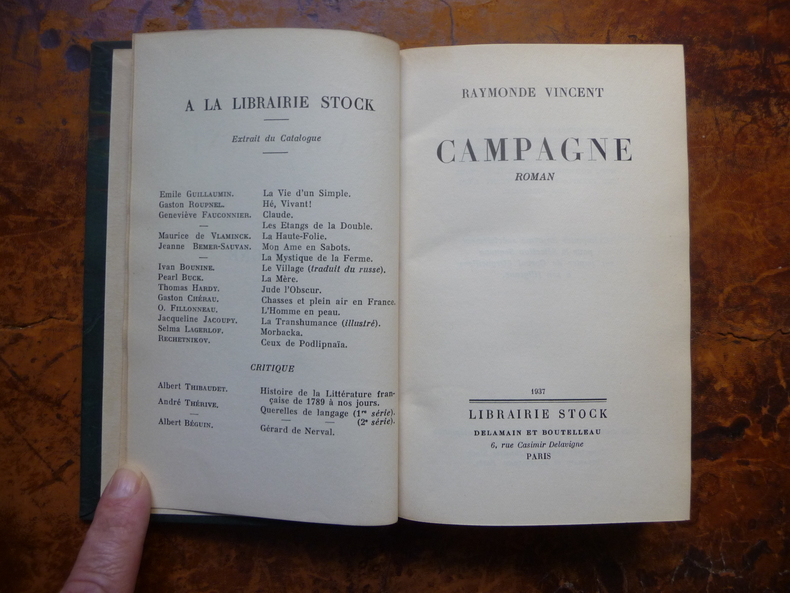 A LA LIBRAIRIE STOCK
Extrait du Catalogue
Emile GUILLAUMIN. La Vie d'un Simple.
Gaston ROUPNEL. Hé, Vivant!
Geneviève FAUCONNIER. Claude.
— Les Etangs de la Double.
Maurice de VLAMINCK. La Haute-Folie.
Jeanne BEMER-SAUVAN. Mon Ame en Sabots.
— La Mystique de la Ferme.
Ivan BOUNINE. Le Village (traduit du russe).
Pearl BUCK. La Mère.
Thomas HARDY. Jude l'Obscur.
Gaston CHÉRAU. Chasses et plein air en France.
O. FILLONNEAU. L'Homme en peau.
Jacqueline JACOUPY. La Transhumance (illustré).
Selma LAGERLOF. Morbacka.
RECHETNIKOV. Ceux de Podlipnaïa.
CRITIQUE
Albert THIBAUDET. Histoire de la Littérature fran-
çaise de 1789 à nos jours.
André THÉRIVE. Querelles de langage (1re série).
— — — (2e série).
Albert BÉGUIN. Gérard de Nerval.
RAYMONDE VINCENT
CAMPAGNE
ROMAN
1937
LIBRAIRIE STOCK
DELAMAIN ET BOUTELLEAU
6, rue Casimir Delavigne
PARIS